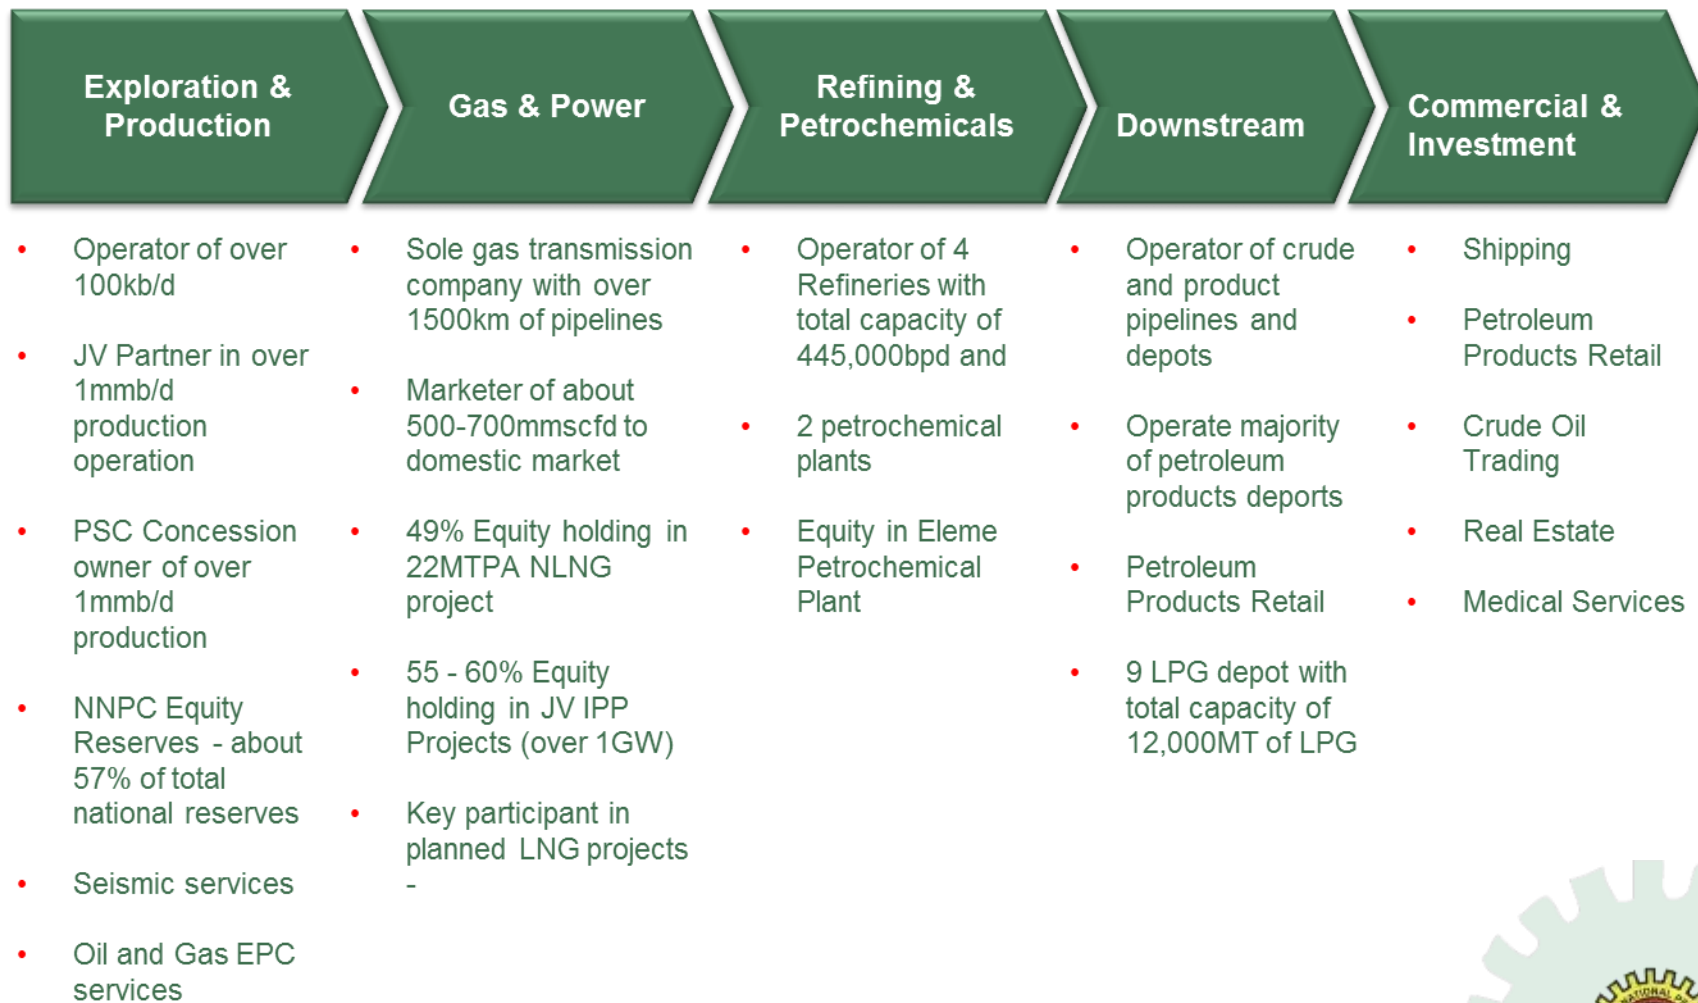 Exploration &
Production
Gas & Power
Refining &
Petrochemicals
Downstream
Commercial &
Investment
• Operator of over
100kb/d
• JV Partner in over
1mmb/d
production
operation
• PSC Concession
owner of over
1mmb/d
production
• NNPC Equity
Reserves - about
57% of total
national reserves
• Seismic services
• Oil and Gas EPC
services
• Sole gas transmission
company with over
1500km of pipelines
• Marketer of about
500-700mmscfd to
domestic market
• 49% Equity holding in
22MTPA NLNG
project
• 55 - 60% Equity
holding in JV IPP
Projects (over 1GW)
• Key participant in
planned LNG projects
-
• Operator of 4
Refineries with
total capacity of
445,000bpd and
• 2 petrochemical
plants
• Equity in Eleme
Petrochemical
Plant
• Operator of crude
and product
pipelines and
depots
• Operate majority
of petroleum
products deports
• Petroleum
Products Retail
• 9 LPG depot with
total capacity of
12,000MT of LPG
• Shipping
• Petroleum
Products Retail
• Crude Oil
Trading
• Real Estate
• Medical Services